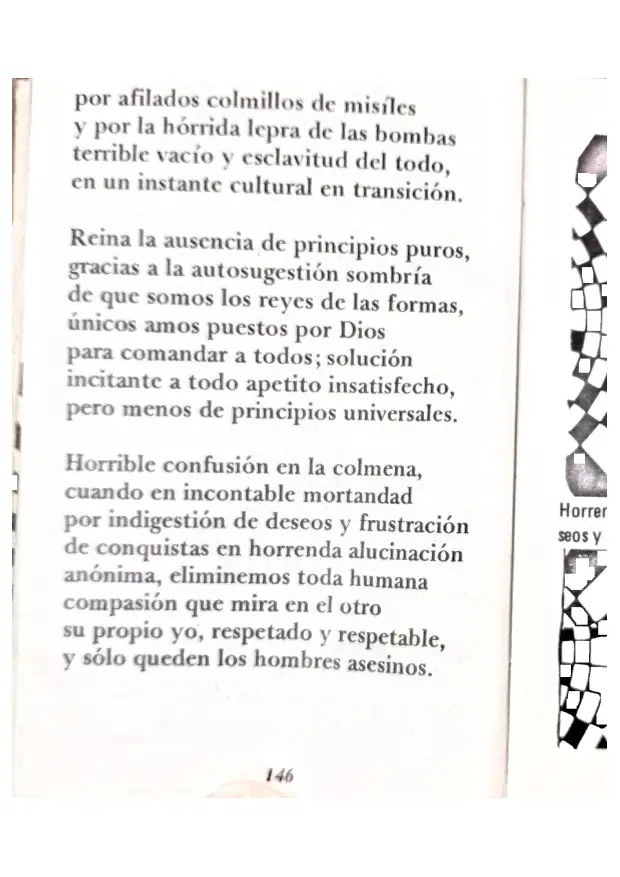 por afilados colmillos de misíles
y por la hórrida lepra de las bombas
terrible vacío y esclavitud del todo,
en un instante cultural en transición.
Reina la ausencia de principios puros,
gracias a la autosugestión sombría
de que somos los reyes de las formas,
únicos amos puestos por Dios
para comandar a todos; solución
incitante a todo apetito insatisfecho,
pero menos de principios universales.
Horrible confusión en la colmena,
cuando en incontable mortandad
por indigestión de deseos y frustración
de conquistas en horrenda alucinación
anónima, eliminemos toda humana
compasión que mira en el otro
su propio yo, respetado y respetable,
y sólo queden los hombres asesinos.
146
Horrer
seos y